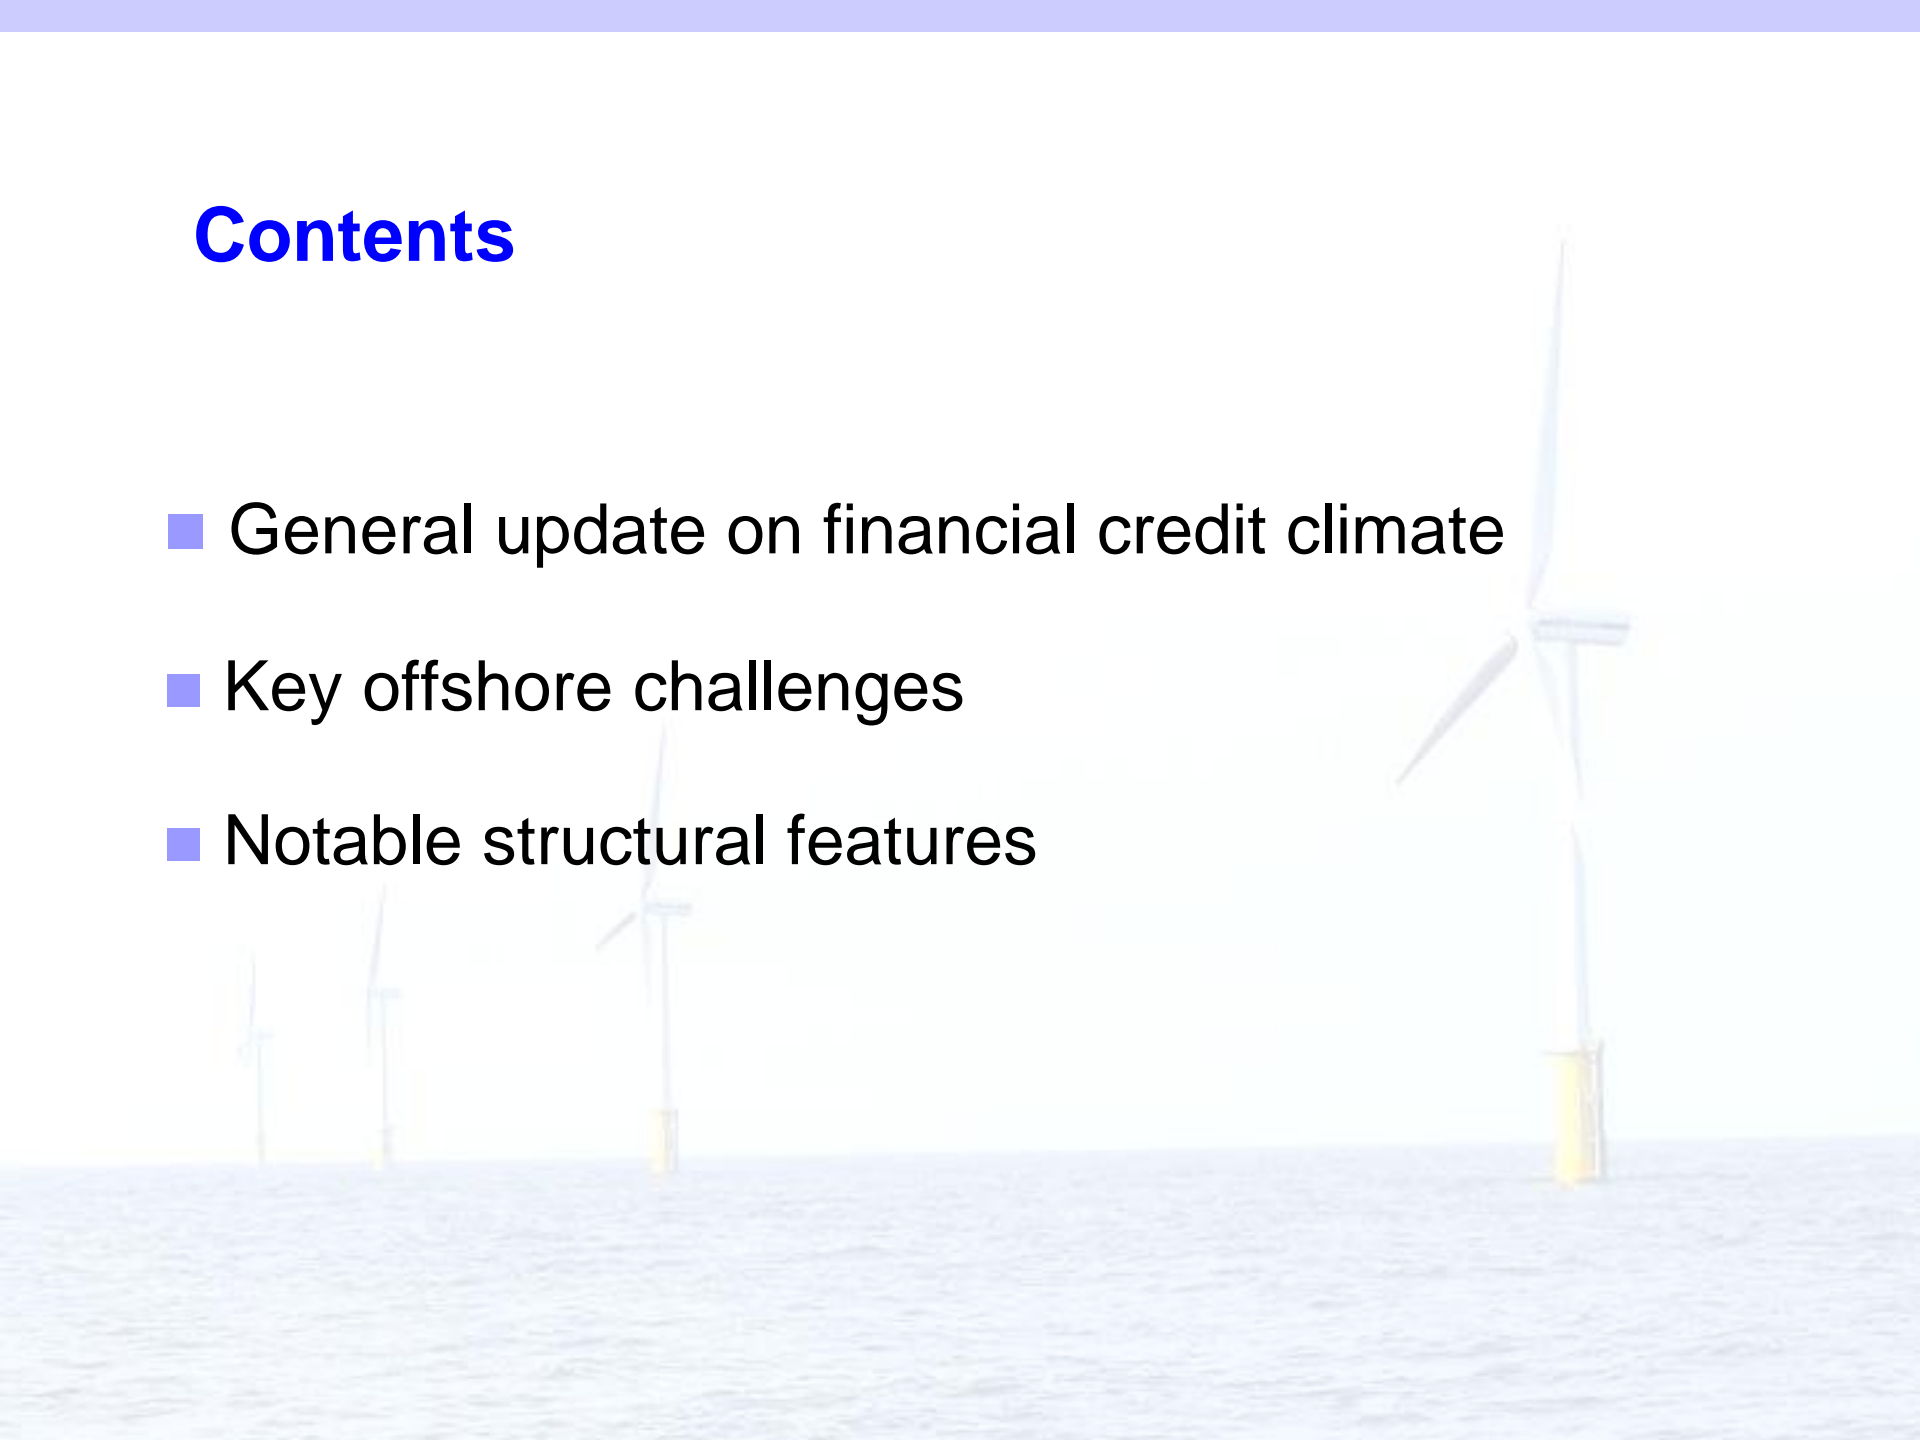 Contents
General update on financial credit climate
Key offshore challenges
Notable structural features